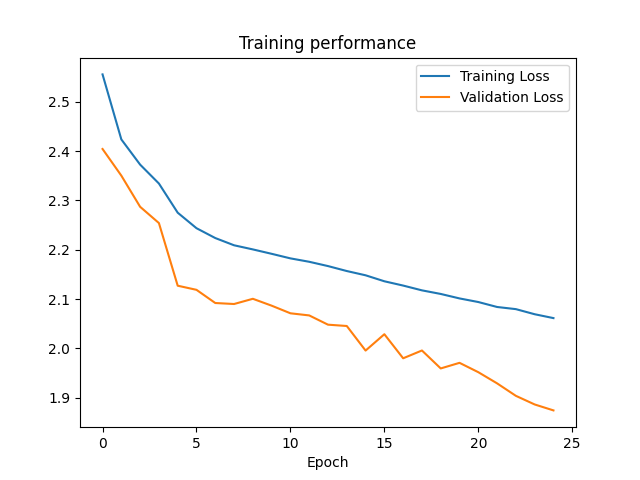 Training performance
Training Loss
Validation Loss
2.5
2.4
2.3
2.2
2.1
2.0
1.9
0 5 10 15 20 25
Epoch